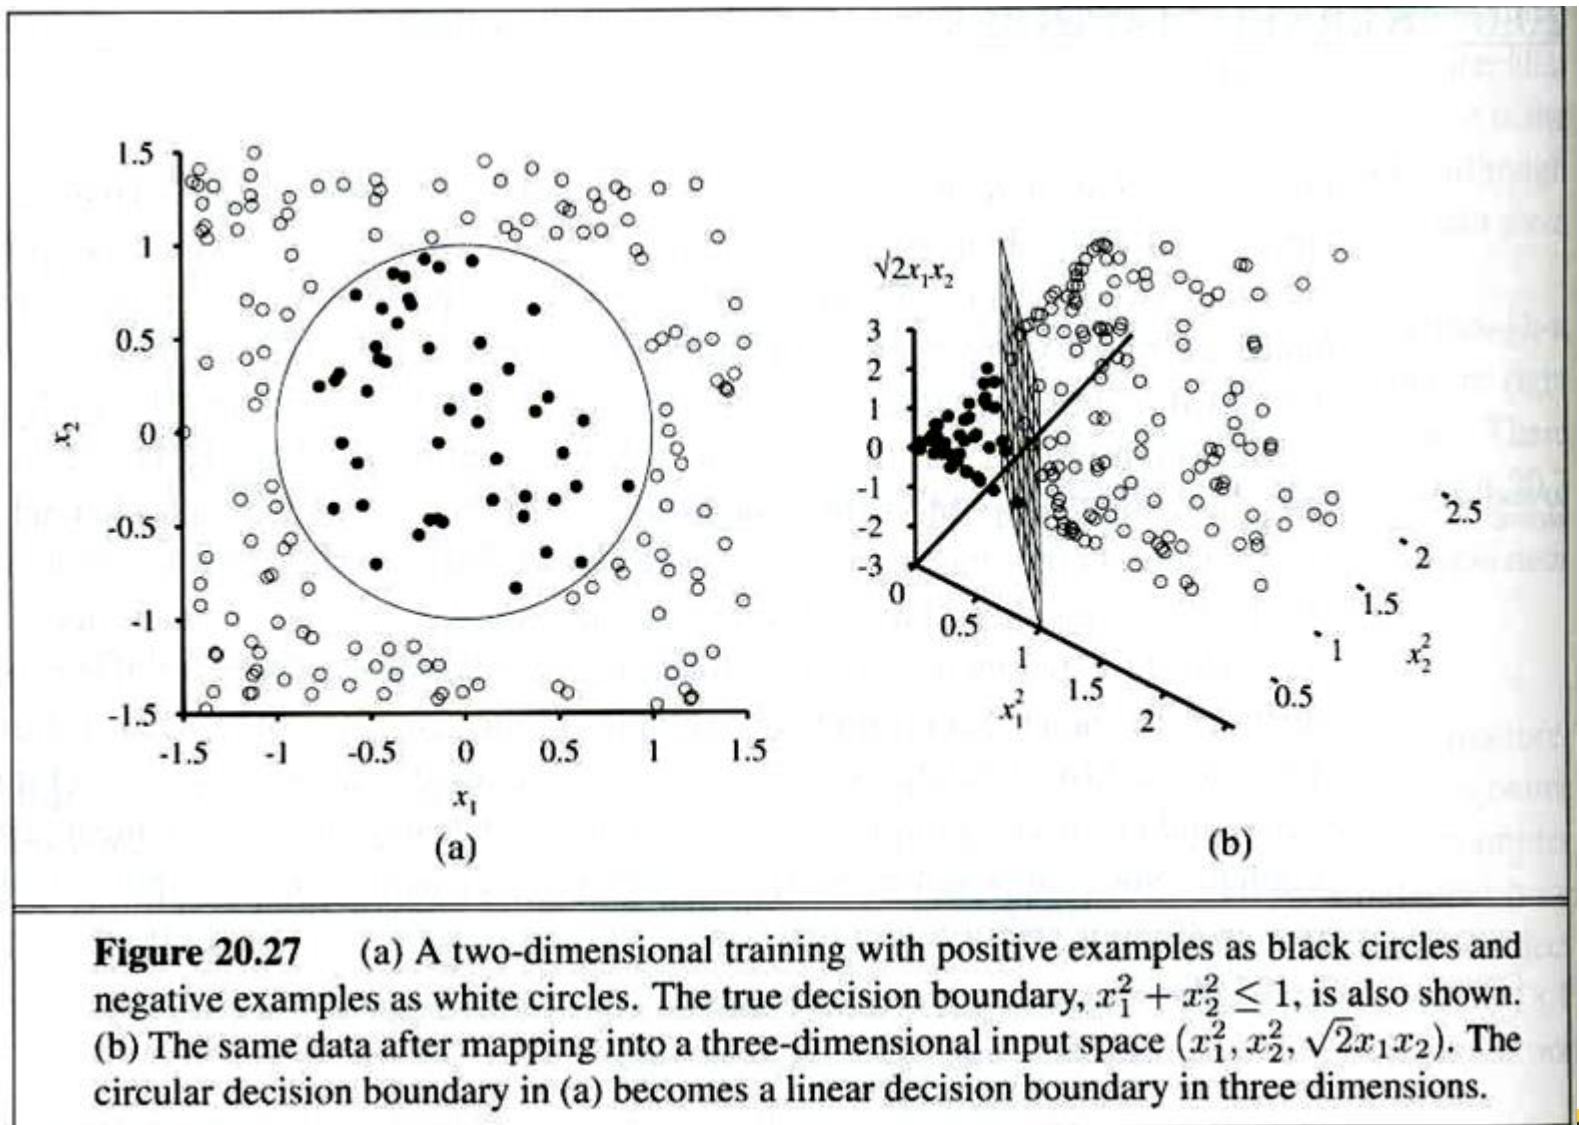 1.5
1
0.5
0
-0.5
-1
-1.5
x₂
-1.5 -1 -0.5 0 0.5 1 1.5
x₁
(a)
√2x₁x₂
3
2
1
0
-1
-2
-3
0
0.5
1
1.5
2
x₁²
0.5
1
1.5
2
2.5
x₂²
(b)
Figure 20.27 (a) A two-dimensional training with positive examples as black circles and
negative examples as white circles. The true decision boundary, x₁² + x₂² ≤ 1, is also shown.
(b) The same data after mapping into a three-dimensional input space (x₁², x₂², √2x₁x₂). The
circular decision boundary in (a) becomes a linear decision boundary in three dimensions.